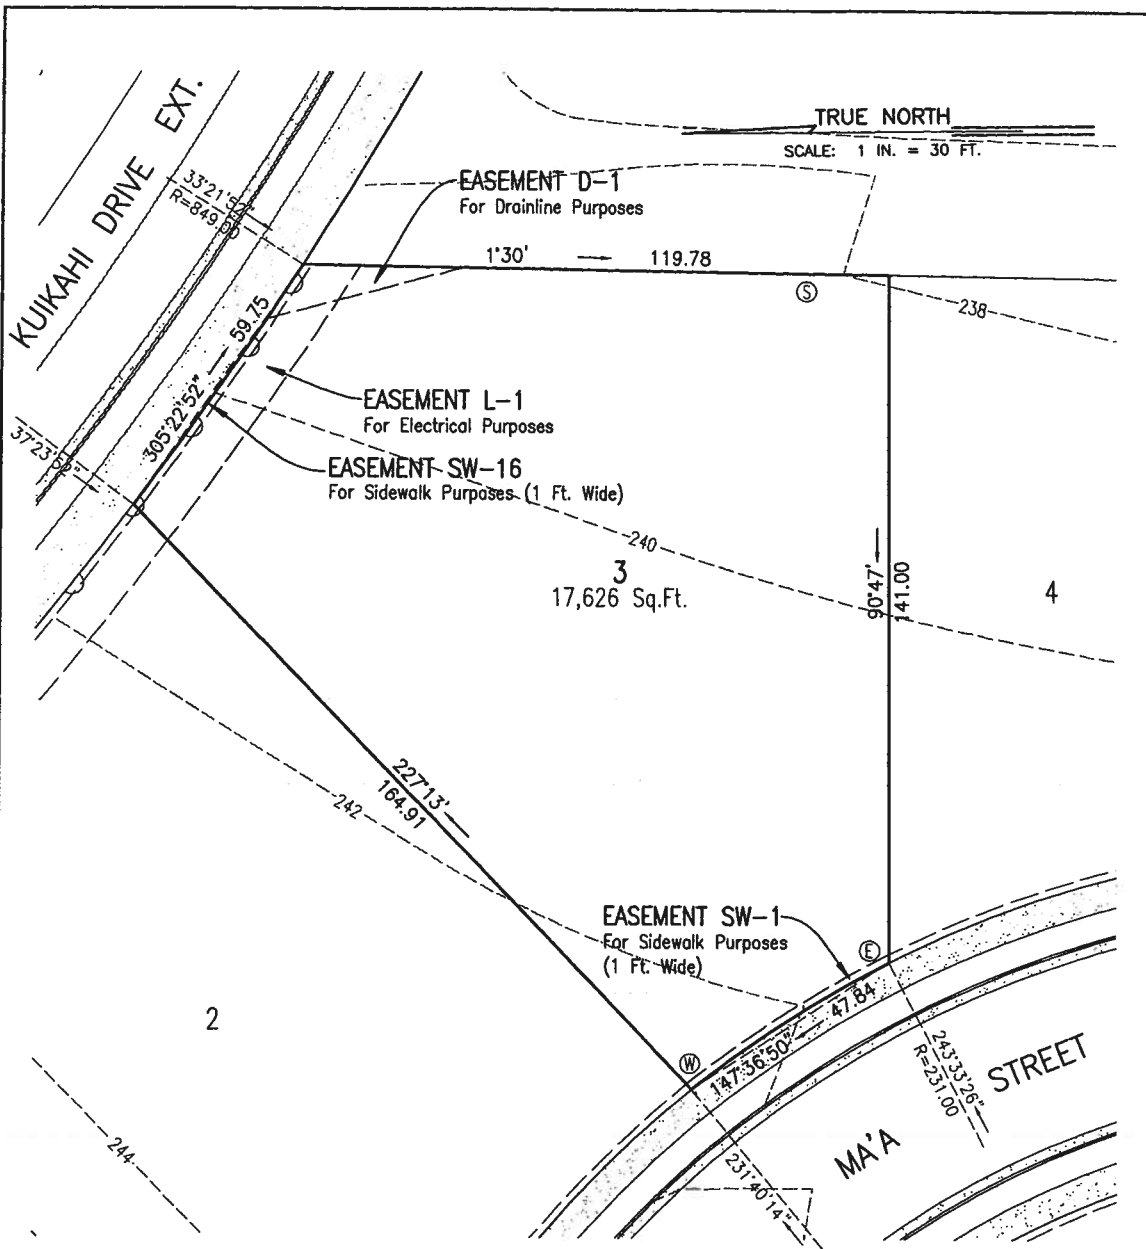 TRUE NORTH
SCALE: 1 IN. = 30 FT.
KUIKAHI DRIVE EXT.
33°21'52"
R=849.00
EASEMENT D-1
For Drainline Purposes
1°30' 119.78
S
238
59.75
305°22'52"
37°23'52"
EASEMENT L-1
For Electrical Purposes
EASEMENT SW-16
For Sidewalk Purposes (1 Ft. Wide)
240
3
17,626 Sq.Ft.
90°47'
141.00
4
227°13'
164.91
242
EASEMENT SW-1
For Sidewalk Purposes
(1 Ft. Wide)
E
47.84
147°36'50"
W
2
244
243°33'26"
R=231.00
231°40'14"
MA'A STREET